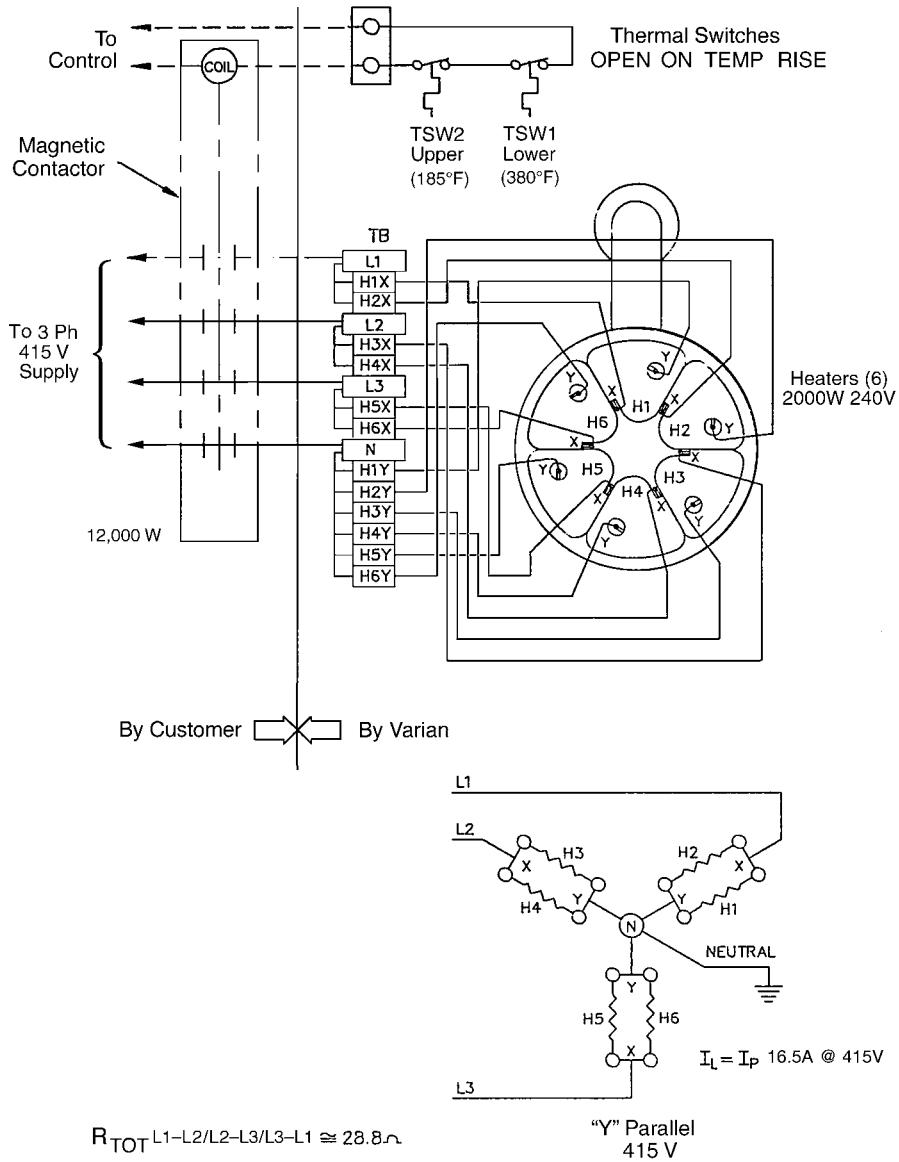 To
Control
COIL
Thermal Switches
OPEN ON TEMP RISE
TSW2
Upper
(185°F)
TSW1
Lower
(380°F)
Magnetic
Contactor
TB
L1
H1X
H2X
L2
H3X
H4X
L3
H5X
H6X
N
H1Y
H2Y
H3Y
H4Y
H5Y
H6Y
To 3 Ph
415 V
Supply
12,000 W
Heaters (6)
2000W 240V
Y
X
H1
X
Y
H2
X
Y
H3
X
Y
H4
X
Y
H5
X
Y
H6
By Customer
By Varian
L1
L2
H3
X
Y
H4
H2
X
Y
H1
N
NEUTRAL
Y
H5
H6
X
L3
IL = IP 16.5A @ 415V
RTOT L1–L2/L2–L3/L3–L1 ≅ 28.8Ω
“Y” Parallel
415 V